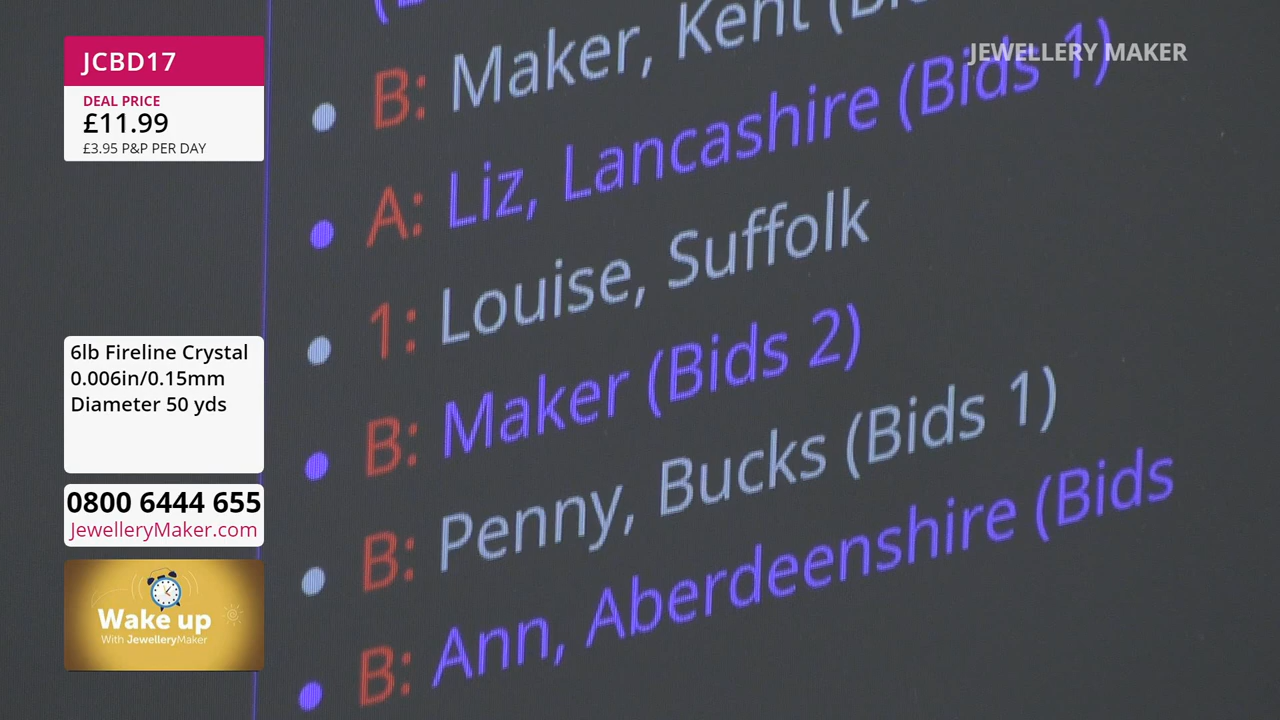 JCBD17
DEAL PRICE
£11.99
£3.95 P&P PER DAY
6lb Fireline Crystal
0.006in/0.15mm
Diameter 50 yds
0800 6444 655
JewelleryMaker.com
Wake up
With JewelleryMaker
JEWELLERY MAKER
B: Maker, Kent
A: Liz, Lancashire (Bids 1)
1: Louise, Suffolk
B: Maker (Bids 2)
B: Penny, Bucks (Bids 1)
B: Ann, Aberdeenshire (Bids